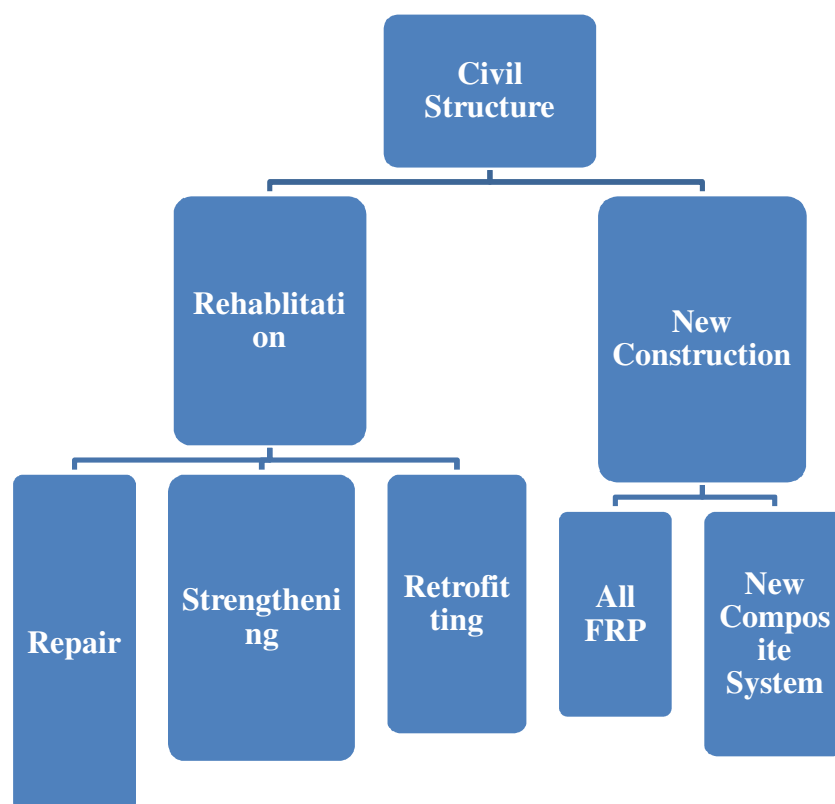 Civil
Structure
Rehablitati
on
New
Construction
Repair
Strengtheni
ng
Retrofit
ting
All
FRP
New
Compos
ite
System